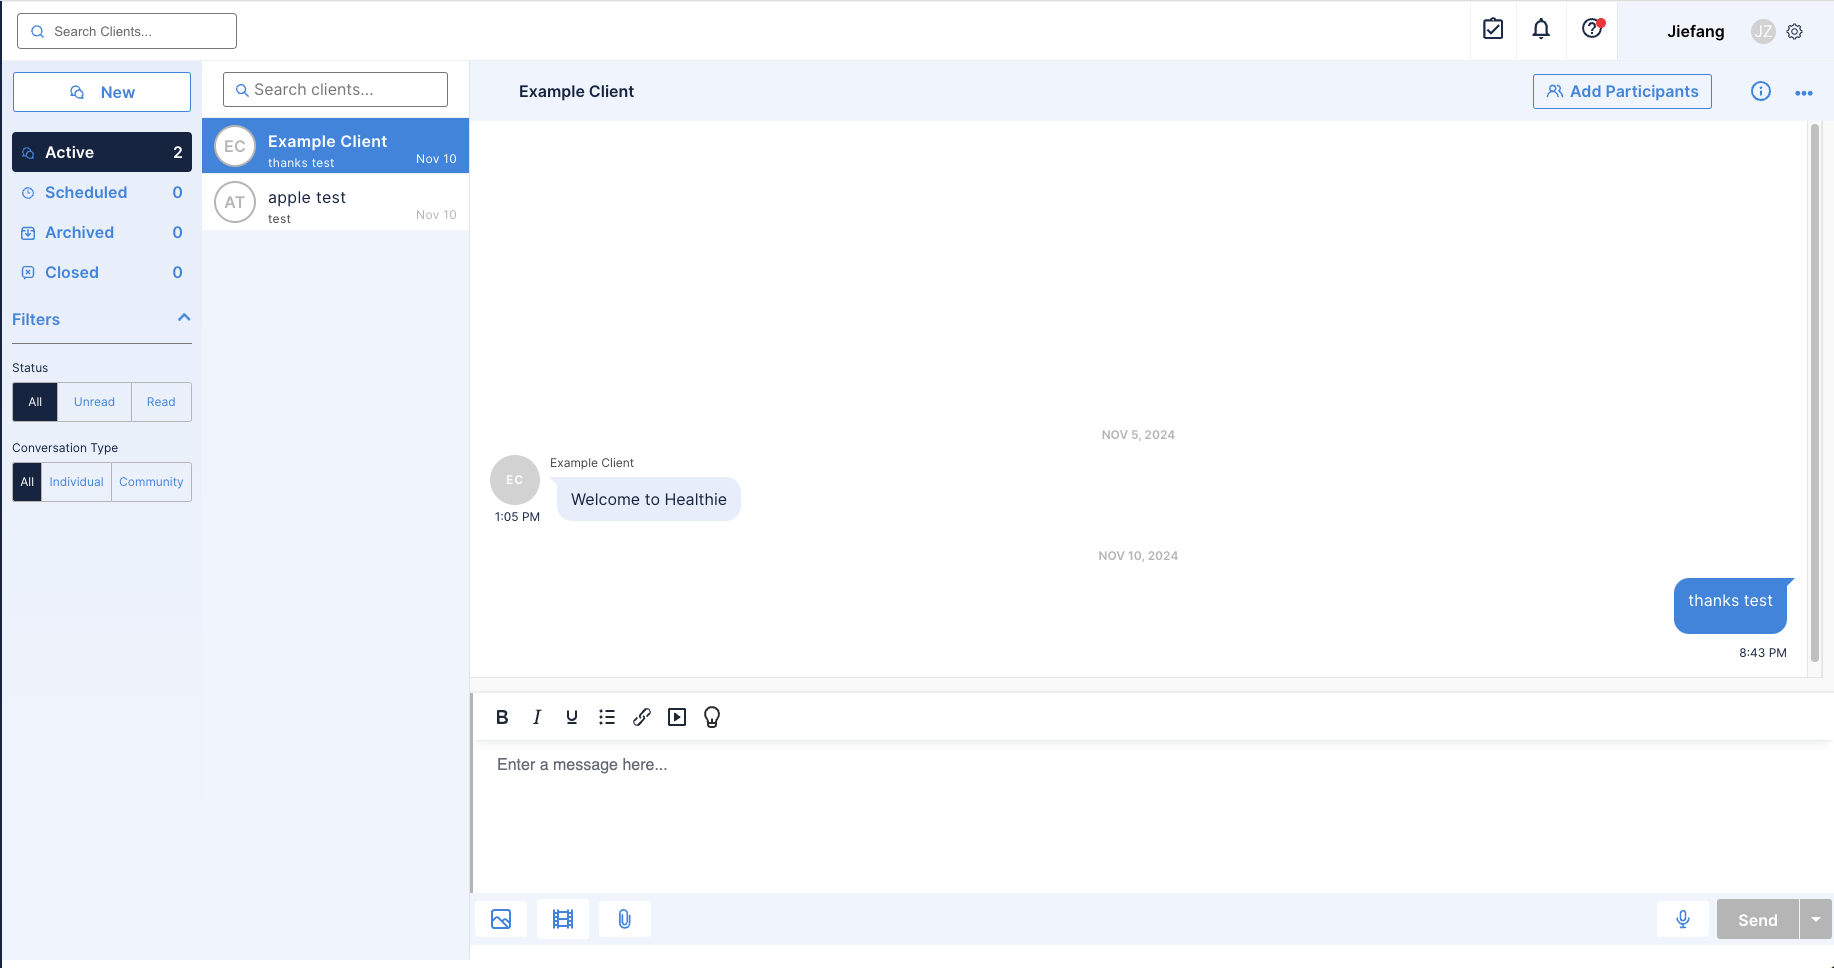 Search Clients...
Jiefang
JZ
New
Active 2
Scheduled 0
Archived 0
Closed 0
Filters
Status
All Unread Read
Conversation Type
All Individual Community
Search clients...
EC
Example Client
thanks test
Nov 10
AT
apple test
test
Nov 10
Example Client
Add Participants
NOV 5, 2024
EC
Example Client
Welcome to Healthie
1:05 PM
NOV 10, 2024
thanks test
8:43 PM
B I U
Enter a message here...
Send